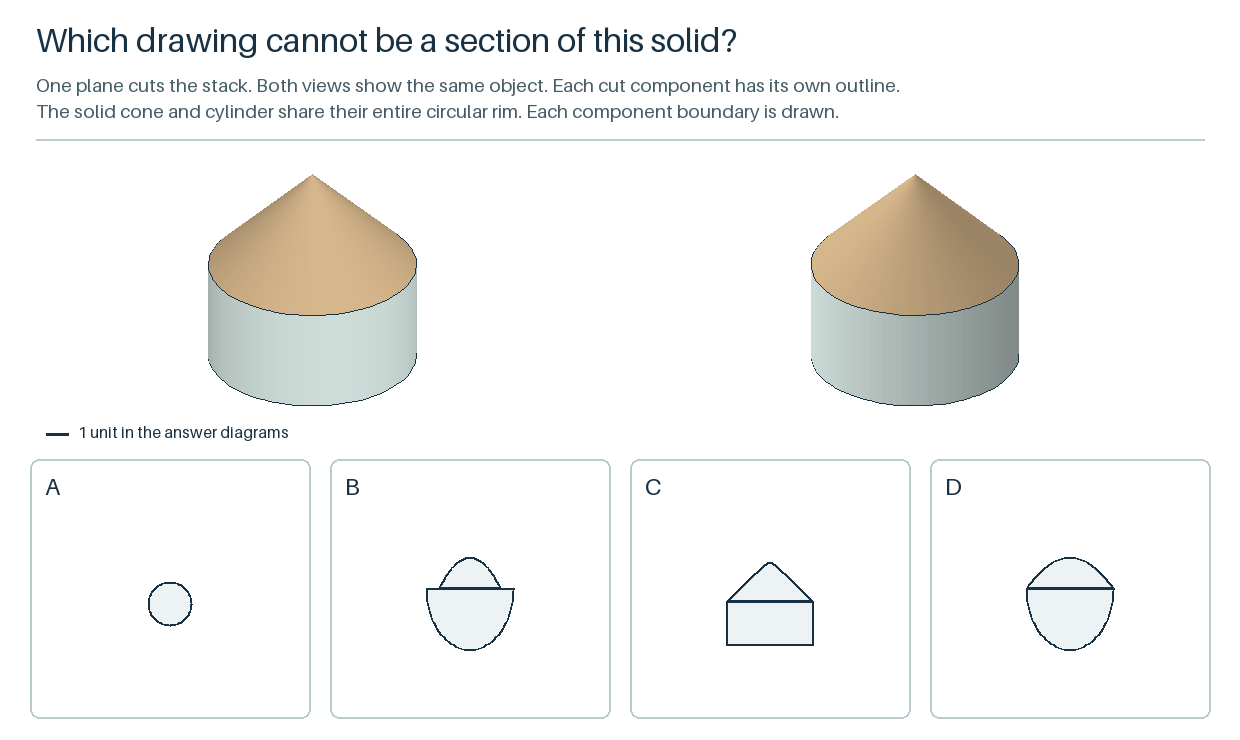 Which drawing cannot be a section of this solid?
One plane cuts the stack. Both views show the same object. Each cut component has its own outline.
The solid cone and cylinder share their entire circular rim. Each component boundary is drawn.
1 unit in the answer diagrams
A
B
C
D